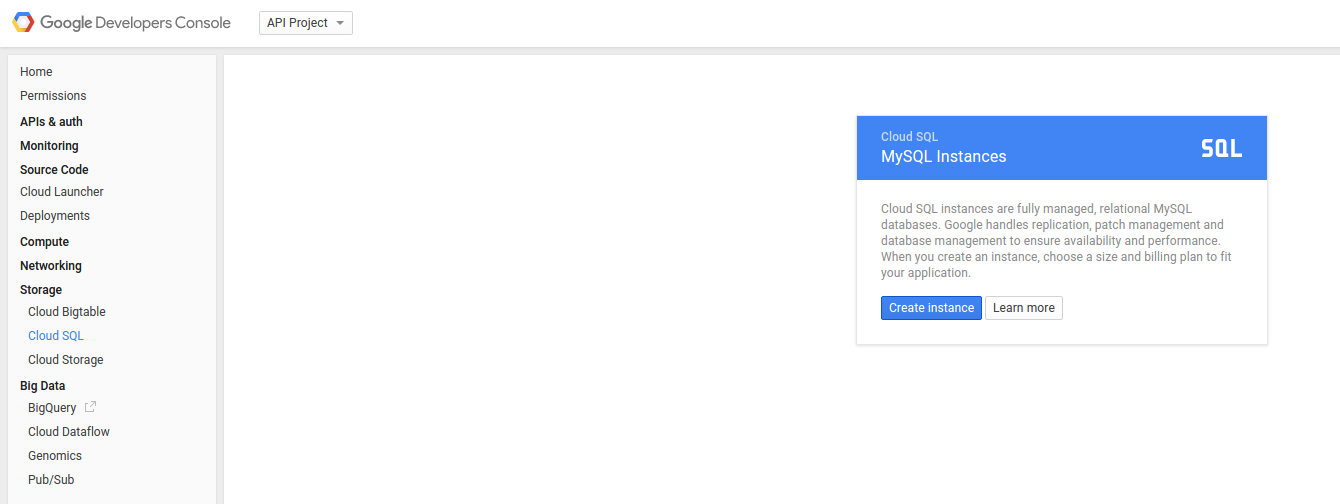 Google Developers Console
API Project
Home
Permissions
APIs & auth
Monitoring
Source Code
Cloud Launcher
Deployments
Compute
Networking
Storage
Cloud Bigtable
Cloud SQL
Cloud Storage
Big Data
BigQuery
Cloud Dataflow
Genomics
Pub/Sub
Cloud SQL
MySQL Instances
SQL
Cloud SQL instances are fully managed, relational MySQL
databases. Google handles replication, patch management and
database management to ensure availability and performance.
When you create an instance, choose a size and billing plan to fit
your application.
Create instance
Learn more